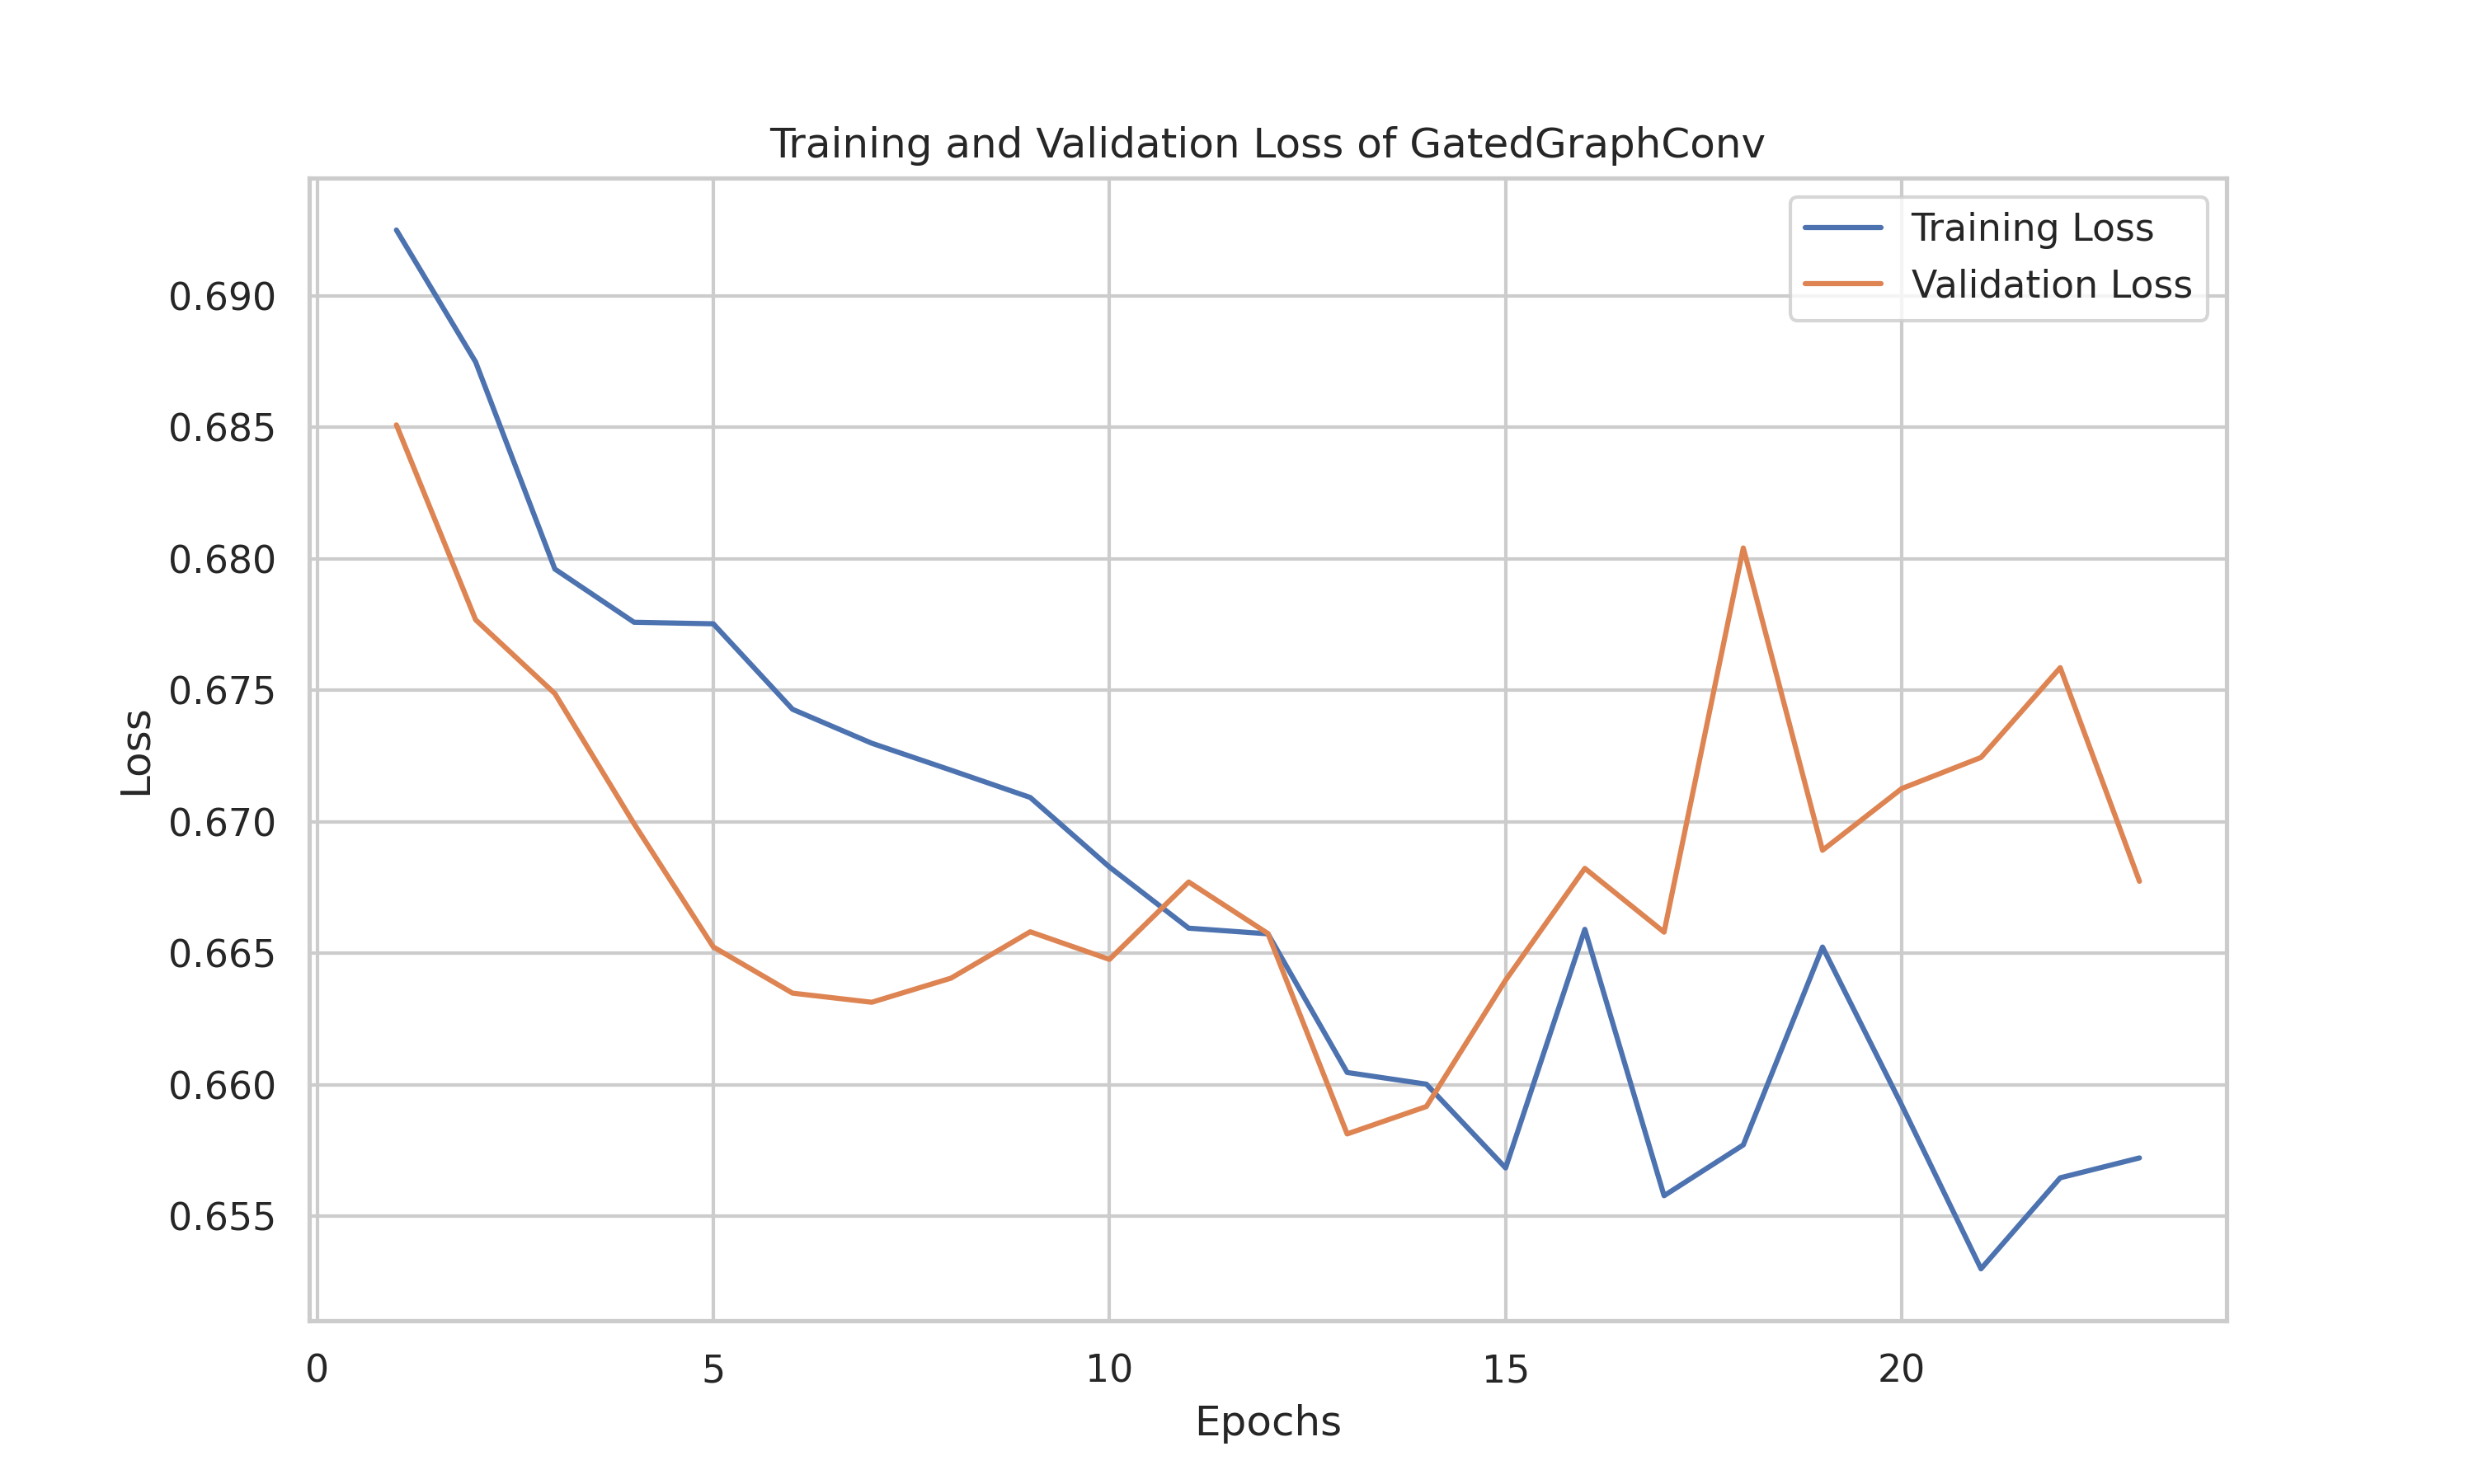 Training and Validation Loss of GatedGraphConv
Training Loss
Validation Loss
0.690
0.685
0.680
0.675
0.670
0.665
0.660
0.655
Loss
0
5
10
15
20
Epochs